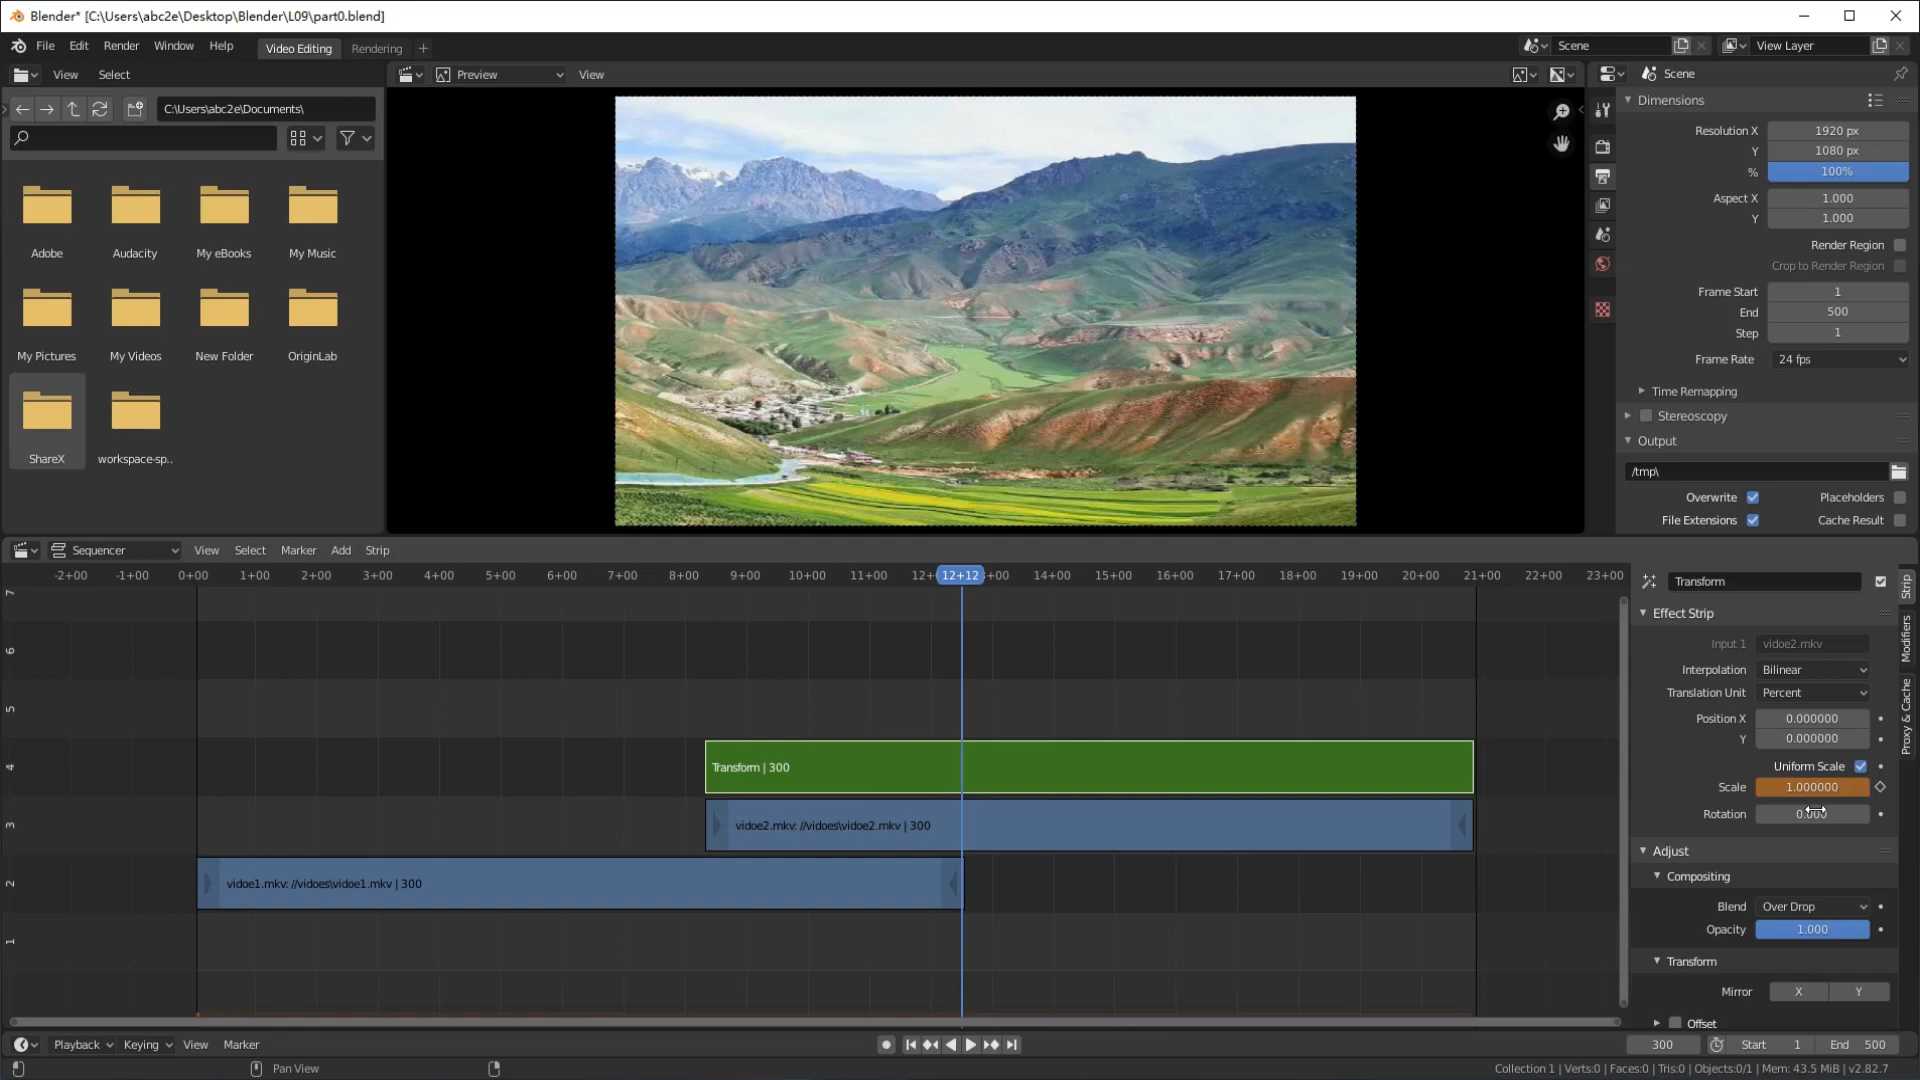 Blender* [C:\Users\abc2e\Desktop\Blender\L09\part0.blend]
File Edit Render Window Help Video Editing Rendering + Scene View Layer
View Select Preview View Scene
C:\Users\abc2e\Documents\
Adobe Audacity My eBooks My Music
My Pictures My Videos New Folder OriginLab
ShareX workspace-sp..
Dimensions
Resolution X 1920 px
Y 1080 px
% 100%
Aspect X 1.000
Y 1.000
Render Region
Crop to Render Region
Frame Start 1
End 500
Step 1
Frame Rate 24 fps
Time Remapping
Stereoscopy
Output
/tmp\
Overwrite Placeholders
File Extensions Cache Result
Sequencer View Select Marker Add Strip
-2+00 -1+00 0+00 1+00 2+00 3+00 4+00 5+00 6+00 7+00 8+00 9+00 10+00 11+00 12+12 14+00 15+00 16+00 17+00 18+00 19+00 20+00 21+00 22+00 23+00
7
6
5
4
3
2
1
Transform | 300
vidoe2.mkv: //vidoes\vidoe2.mkv | 300
vidoe1.mkv: //vidoes\vidoe1.mkv | 300
Transform
Effect Strip
Input 1 vidoe2.mkv
Interpolation Bilinear
Translation Unit Percent
Position X 0.000000
Y 0.000000
Uniform Scale
Scale 1.000000
Rotation 0.000
Adjust
Compositing
Blend Over Drop
Opacity 1.000
Transform
Mirror X Y
Offset
Strip
Modifiers
Proxy & Cache
Playback Keying View Marker 300 Start 1 End 500
Pan View Collection 1 | Verts:0 | Faces:0 | Tris:0 | Objects:0/1 | Mem: 43.5 MiB | v2.82.7